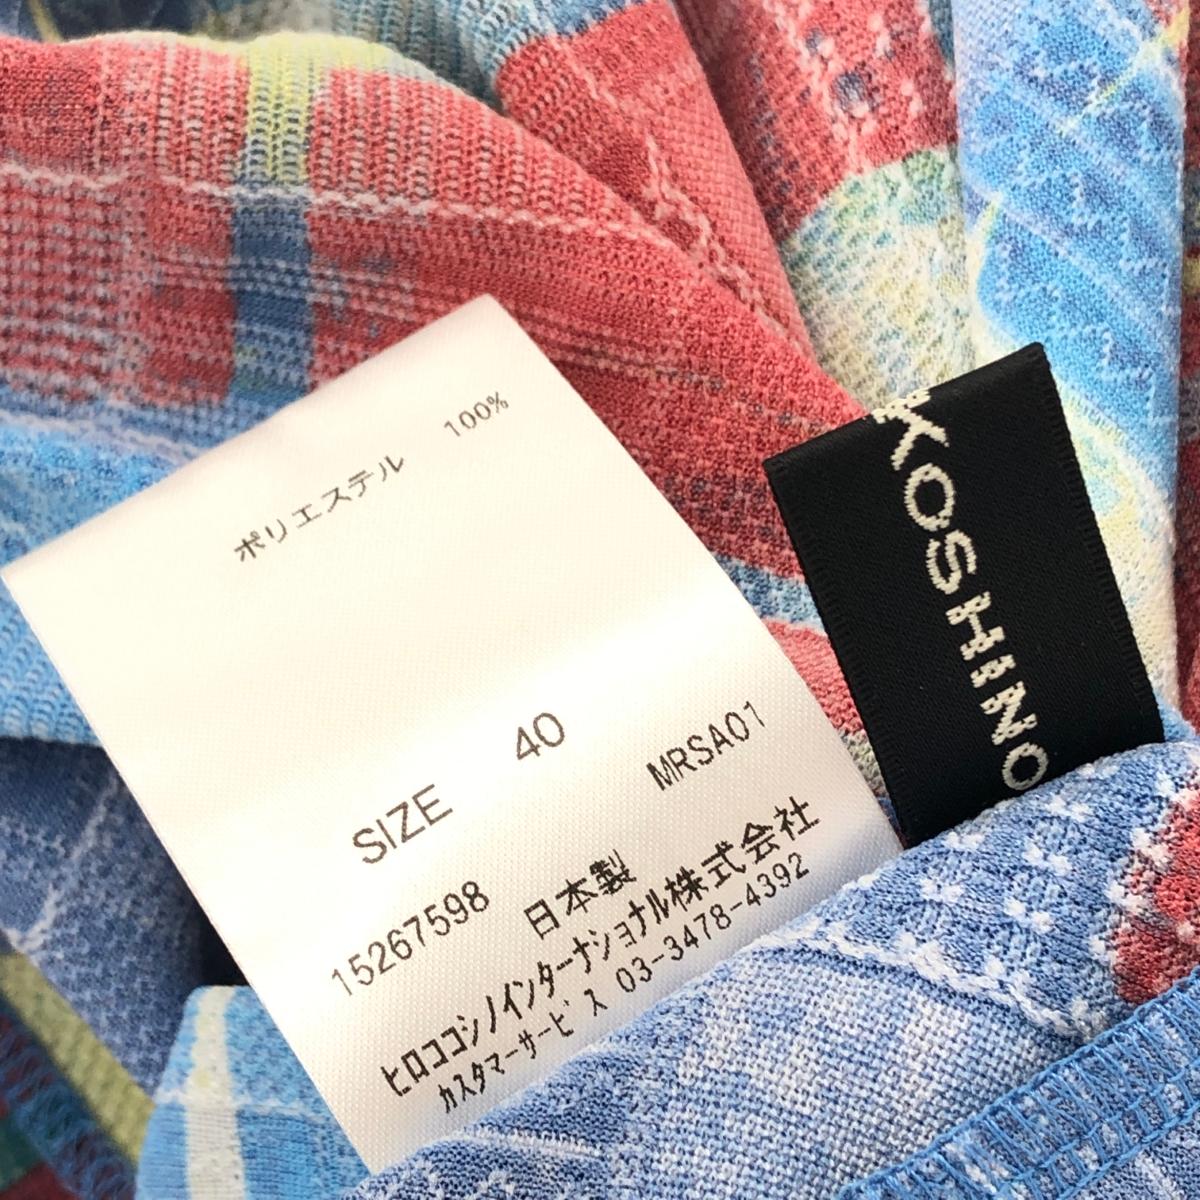 ポリエステル 100%
SIZE 40
15267598 MRSA01
日本製
ヒロココシノインターナショナル株式会社
カスタマーサービス 03-3478-4392
KOSHINO